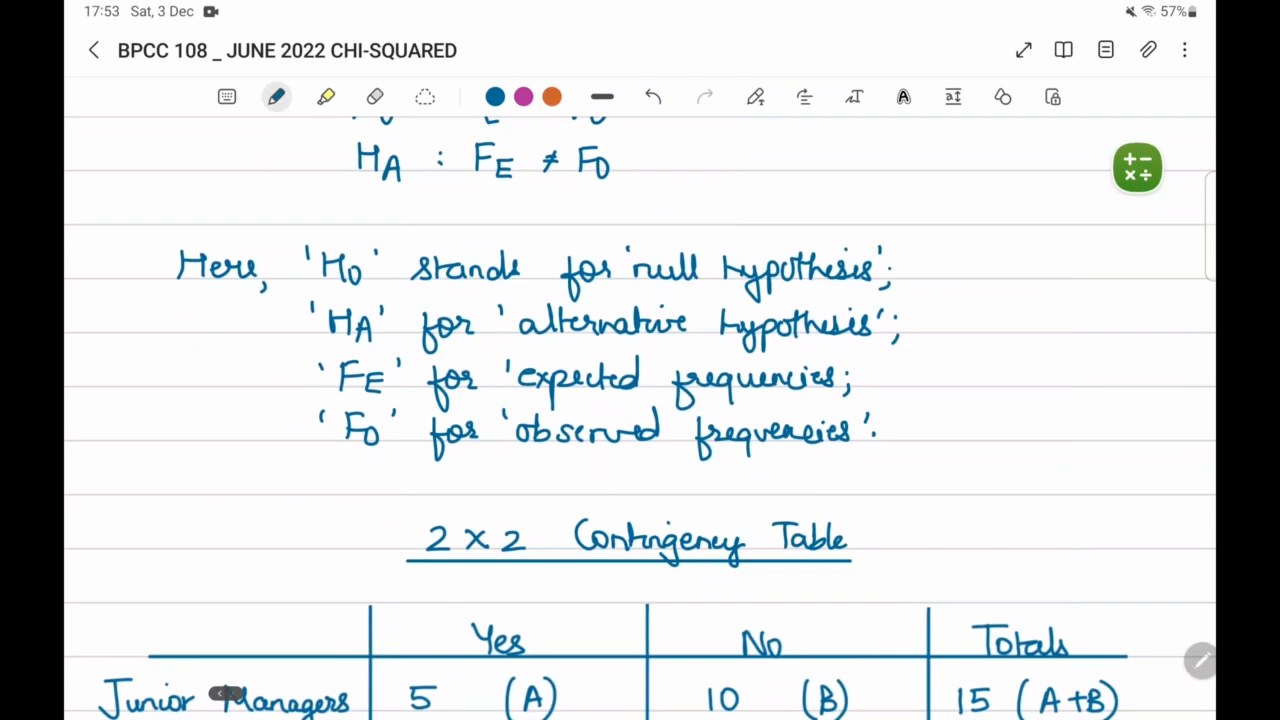 17:53 Sat, 3 Dec 57%
BPCC 108 _ JUNE 2022 CHI-SQUARED
HA : FE ≠ FO
Here, 'HO' stands for 'null hypothesis';
'HA' for 'alternative hypothesis';
'FE' for 'expected frequencies;
'FO' for 'observed frequencies'.
2 x 2 Contingency Table
Yes No Totals
Junior Managers 5 (A) 10 (B) 15 (A+B)